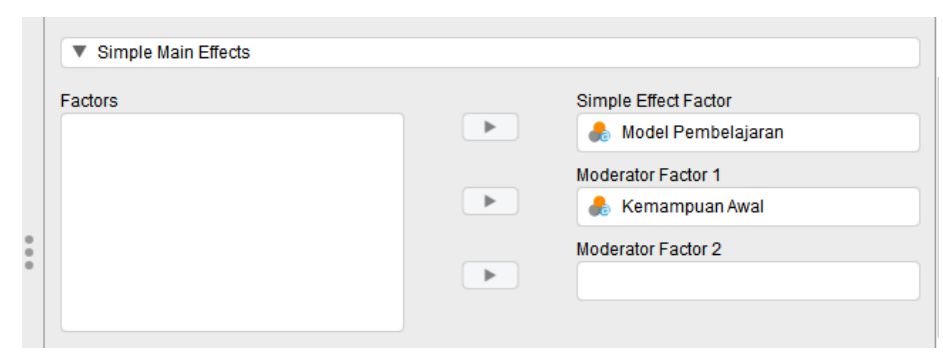 Simple Main Effects
Factors
Simple Effect Factor
Model Pembelajaran
Moderator Factor 1
Kemampuan Awal
Moderator Factor 2